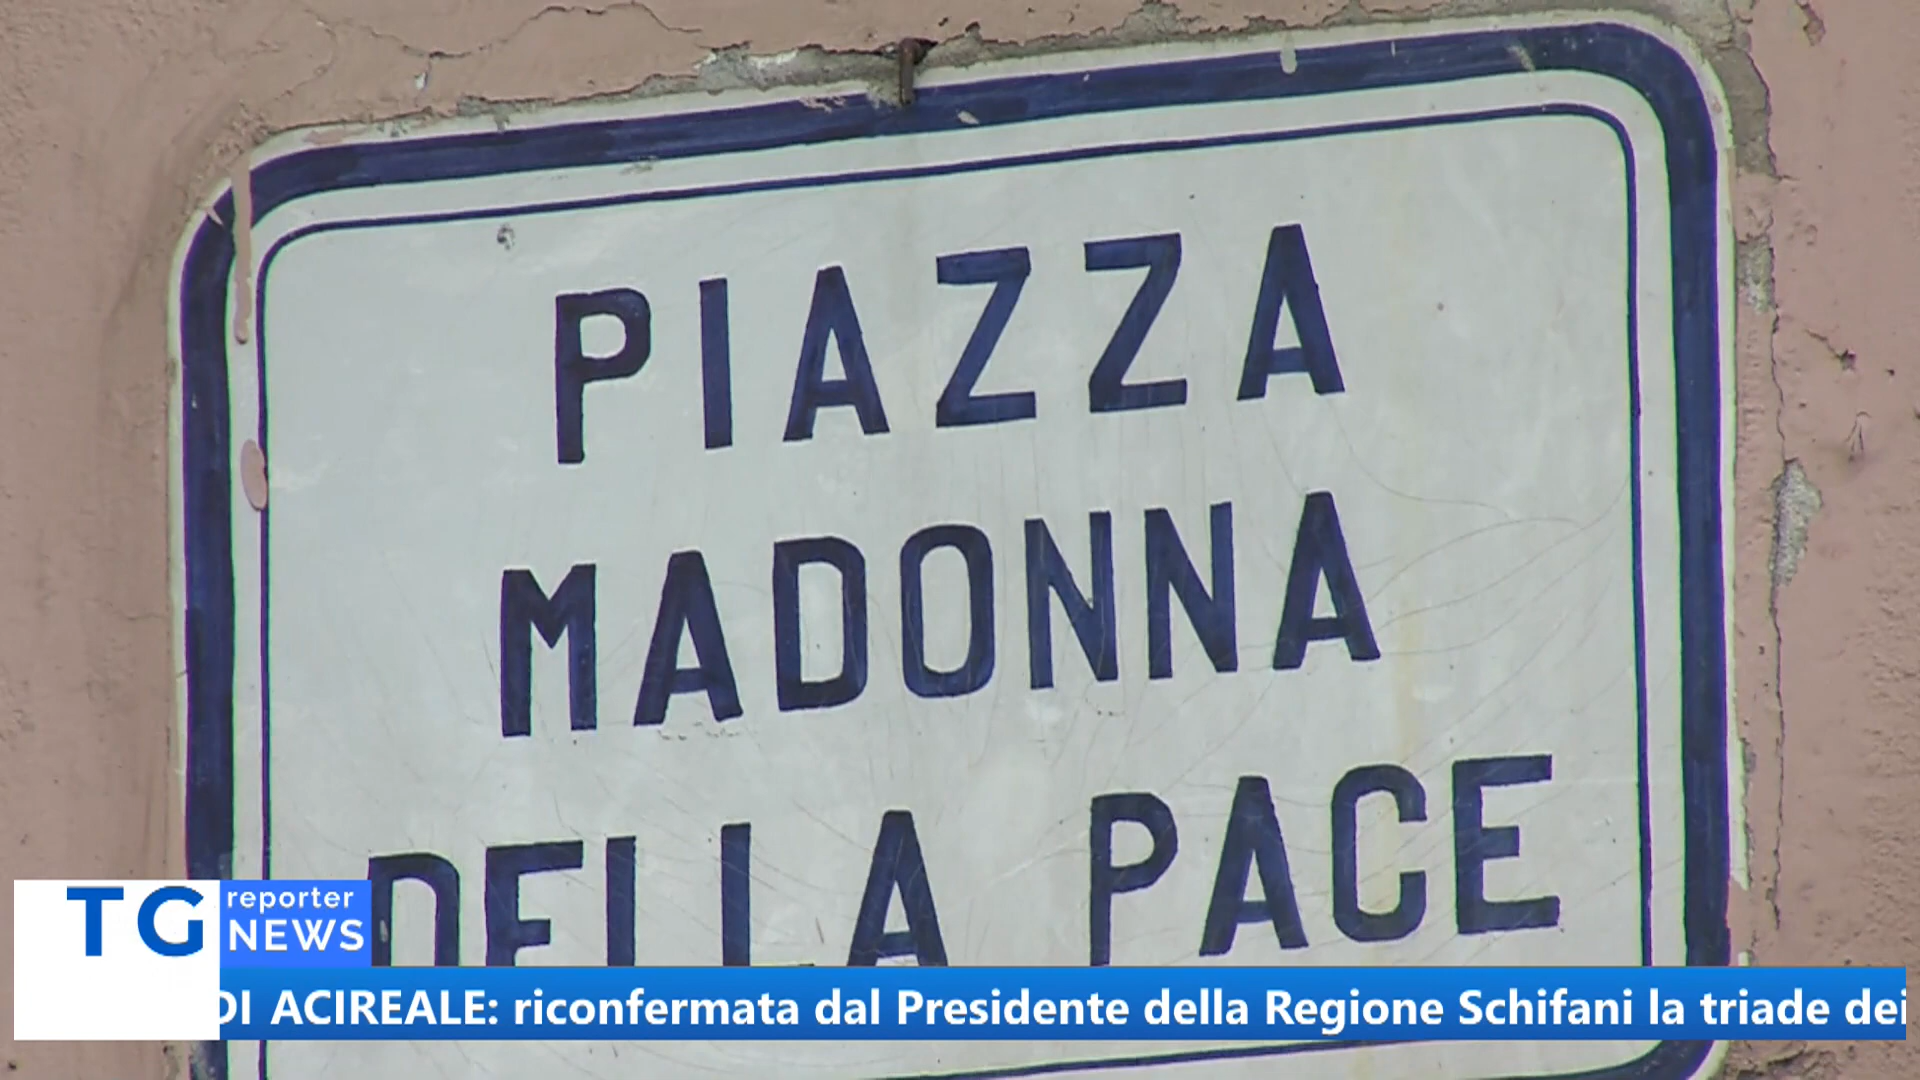 PIAZZA
MADONNA
DELLA PACE
TG reporter
NEWS
DI ACIREALE: riconfermata dal Presidente della Regione Schifani la triade dei